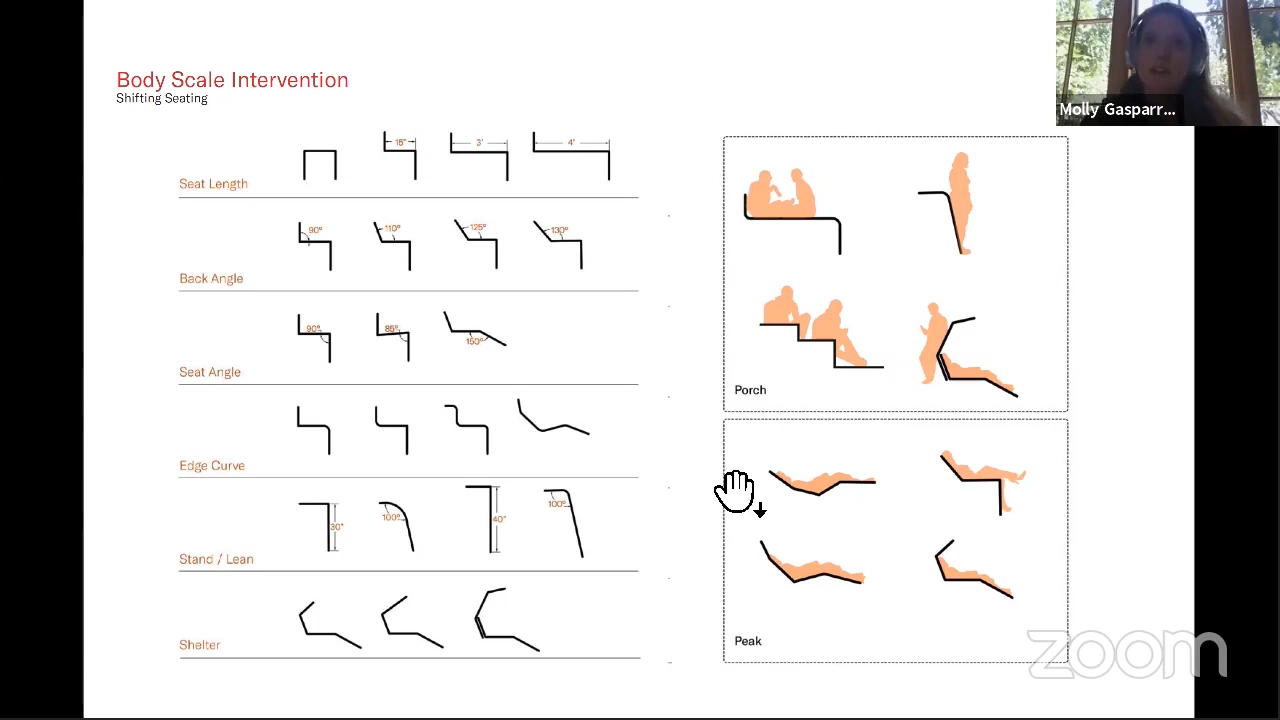 Body Scale Intervention
Shifting Seating
Molly Gasparr...
15"
3'
4'
Seat Length
90°
110°
125°
130°
Back Angle
90°
85°
150°
Seat Angle
Edge Curve
30"
100°
40"
100°
Stand / Lean
Shelter
Porch
Peak
zoom